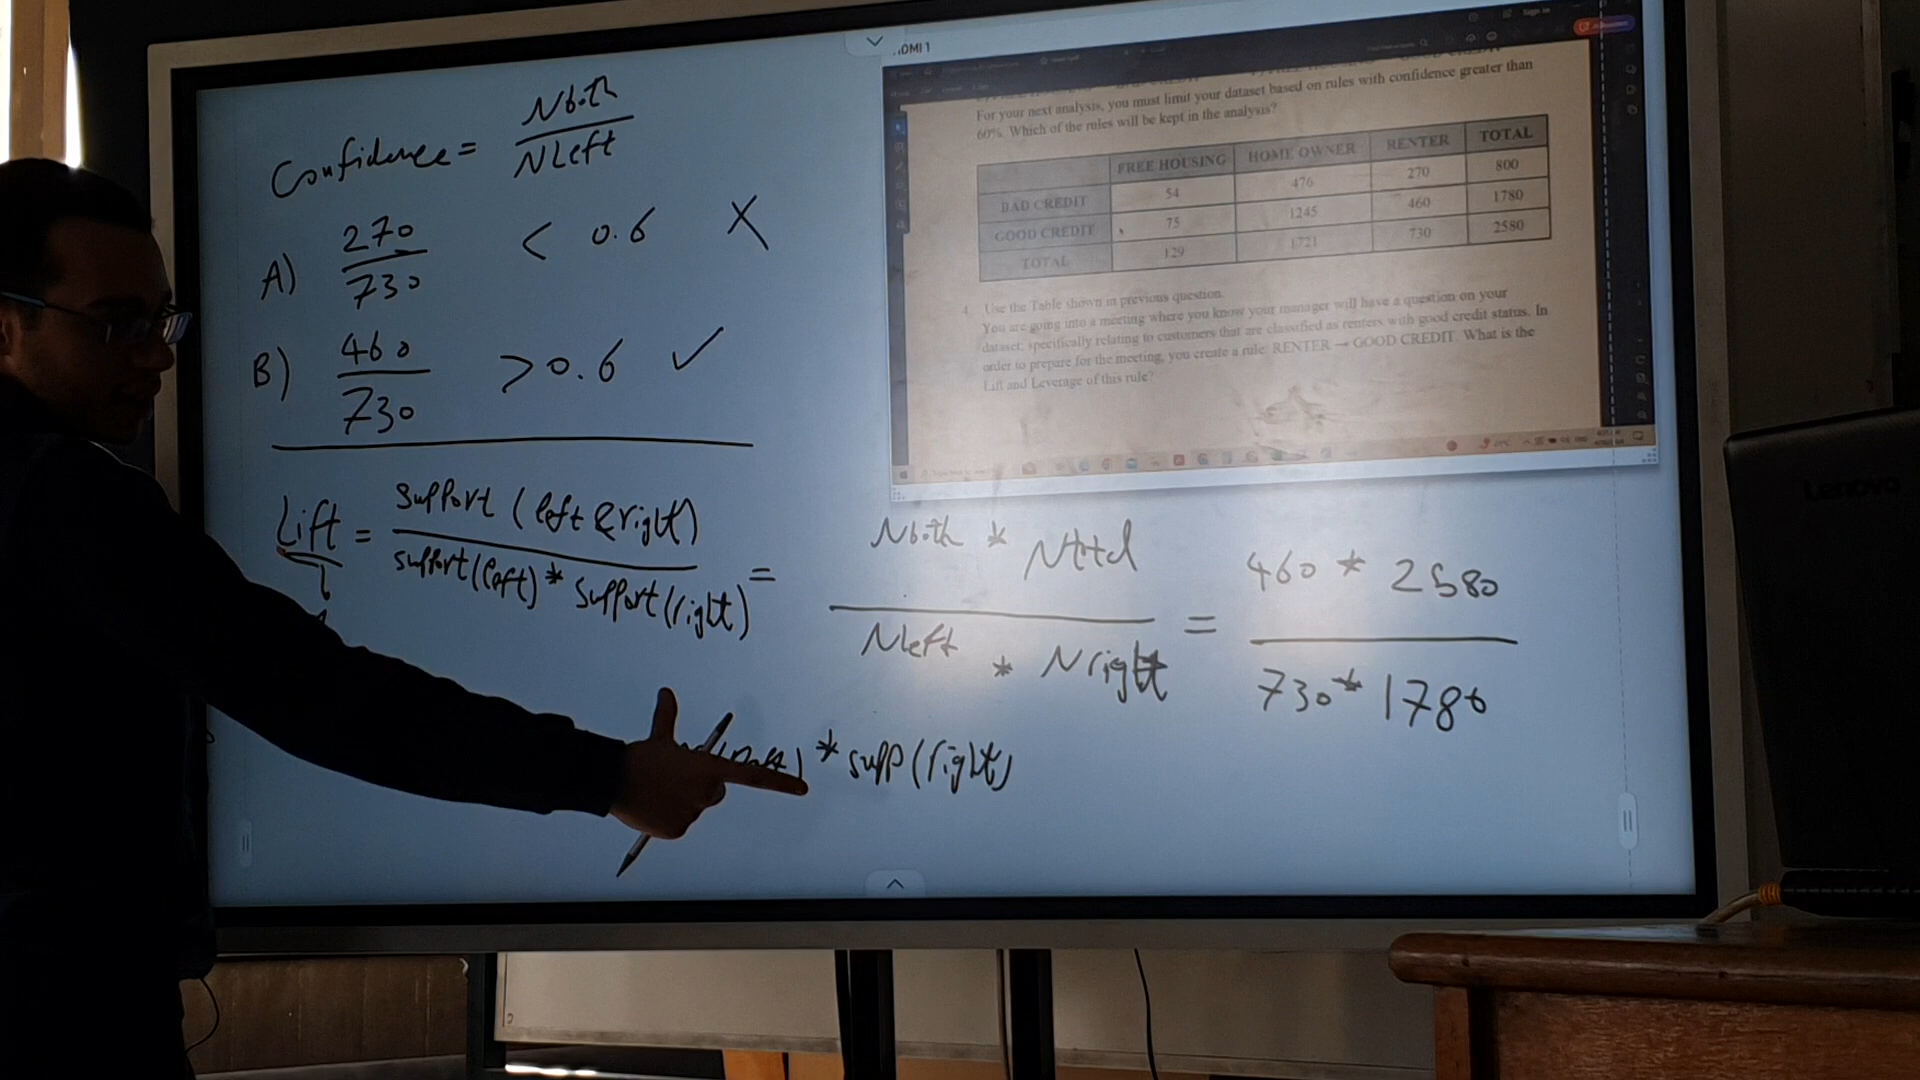 Confidence = Nboth
NLeft
A) 270
730
< 0.6 X
B) 460
730
> 0.6 ✓
Lift = support (left & right)
support(left) * support(right) =
Nboth * Ntotal
Nleft * Nright
= 460 * 2580
730 * 1780
* supp (right)
For your next analysis, you must limit your dataset based on rules with confidence greater than
60%. Which of the rules will be kept in the analysis?
FREE HOUSING HOME OWNER RENTER TOTAL
BAD CREDIT 54 476 270 800
GOOD CREDIT 75 1245 460 1780
TOTAL 129 1721 730 2580
4. Use the Table shown in previous question.
You are going into a meeting where you know your manager will have a question on your
dataset; specifically relating to customers that are classified as renters with good credit status. In
order to prepare for the meeting, you create a rule: RENTER → GOOD CREDIT. What is the
Lift and Leverage of this rule?
Sign in
Lenovo